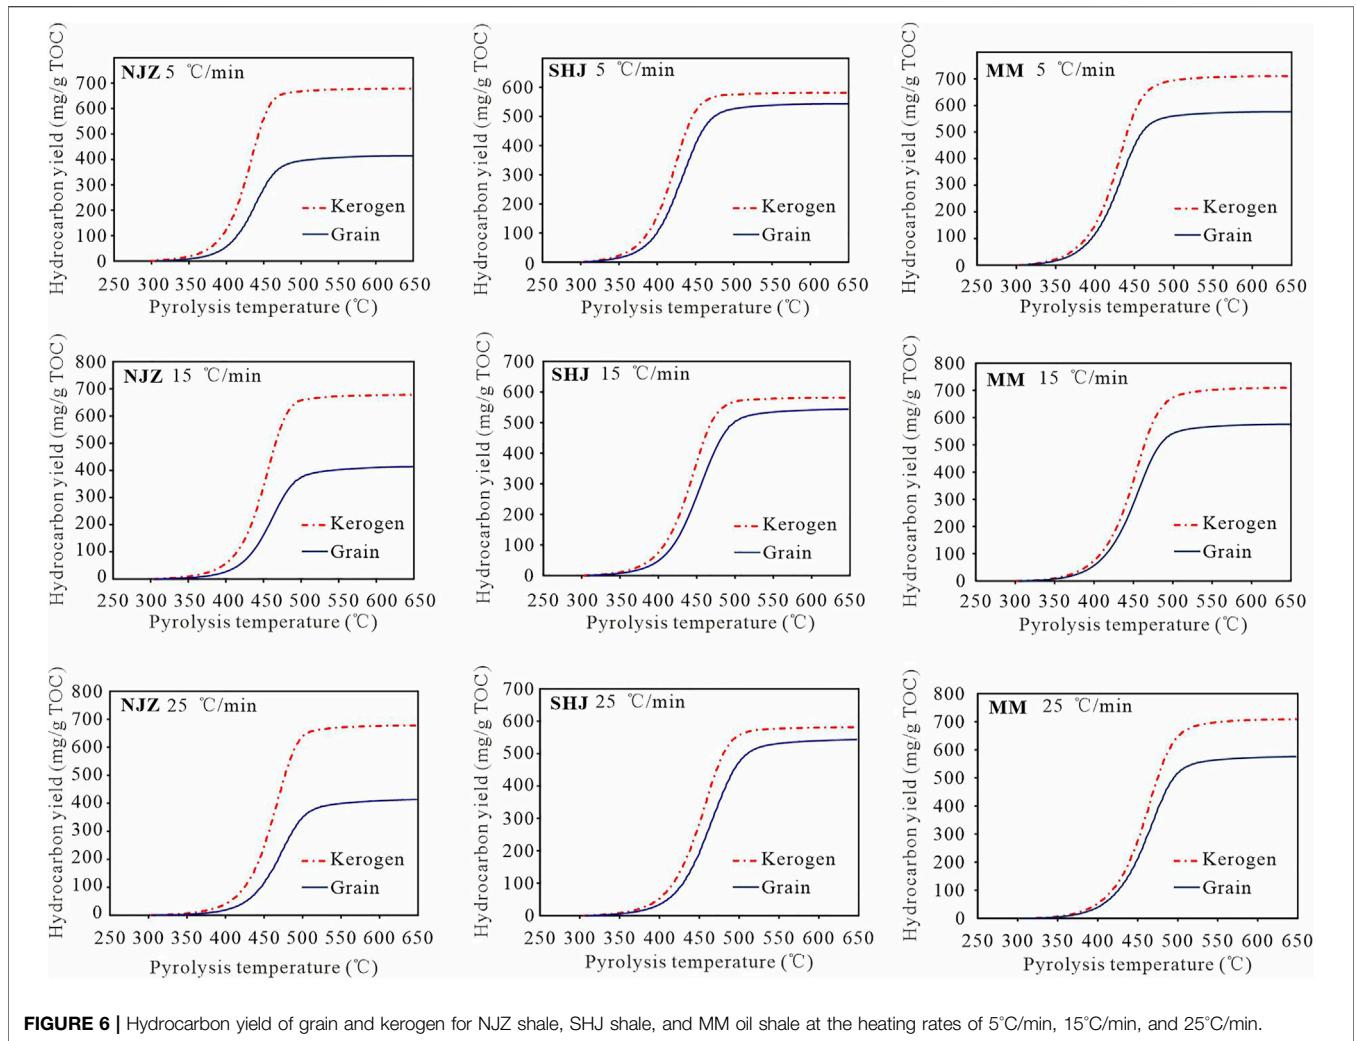 Hydrocarbon yield (mg/g TOC)
NJZ 5 ℃/min
700
600
500
400
300
200
100
0
Kerogen
Grain
250 300 350 400 450 500 550 600 650
Pyrolysis temperature (℃)
Hydrocarbon yield (mg/g TOC)
SHJ 5 ℃/min
600
500
400
300
200
100
0
Kerogen
Grain
250 300 350 400 450 500 550 600 650
Pyrolysis temperature (℃)
Hydrocarbon yield (mg/g TOC)
MM 5 ℃/min
700
600
500
400
300
200
100
0
Kerogen
Grain
250 300 350 400 450 500 550 600 650
Pyrolysis temperature (℃)
Hydrocarbon yield (mg/g TOC)
NJZ 15 ℃/min
800
700
600
500
400
300
200
100
0
Kerogen
Grain
250 300 350 400 450 500 550 600 650
Pyrolysis temperature (℃)
Hydrocarbon yield (mg/g TOC)
SHJ 15 ℃/min
700
600
500
400
300
200
100
0
Kerogen
Grain
250 300 350 400 450 500 550 600 650
Pyrolysis temperature (℃)
Hydrocarbon yield (mg/g TOC)
MM 15 ℃/min
800
700
600
500
400
300
200
100
0
Kerogen
Grain
250 300 350 400 450 500 550 600 650
Pyrolysis temperature (℃)
Hydrocarbon yield (mg/g TOC)
NJZ 25 ℃/min
800
700
600
500
400
300
200
100
0
Kerogen
Grain
250 300 350 400 450 500 550 600 650
Pyrolysis temperature (℃)
Hydrocarbon yield (mg/g TOC)
SHJ 25 ℃/min
700
600
500
400
300
200
100
0
Kerogen
Grain
250 300 350 400 450 500 550 600 650
Pyrolysis temperature (℃)
Hydrocarbon yield (mg/g TOC)
MM 25 ℃/min
800
700
600
500
400
300
200
100
0
Kerogen
Grain
250 300 350 400 450 500 550 600 650
Pyrolysis temperature (℃)
FIGURE 6 | Hydrocarbon yield of grain and kerogen for NJZ shale, SHJ shale, and MM oil shale at the heating rates of 5°C/min, 15°C/min, and 25°C/min.